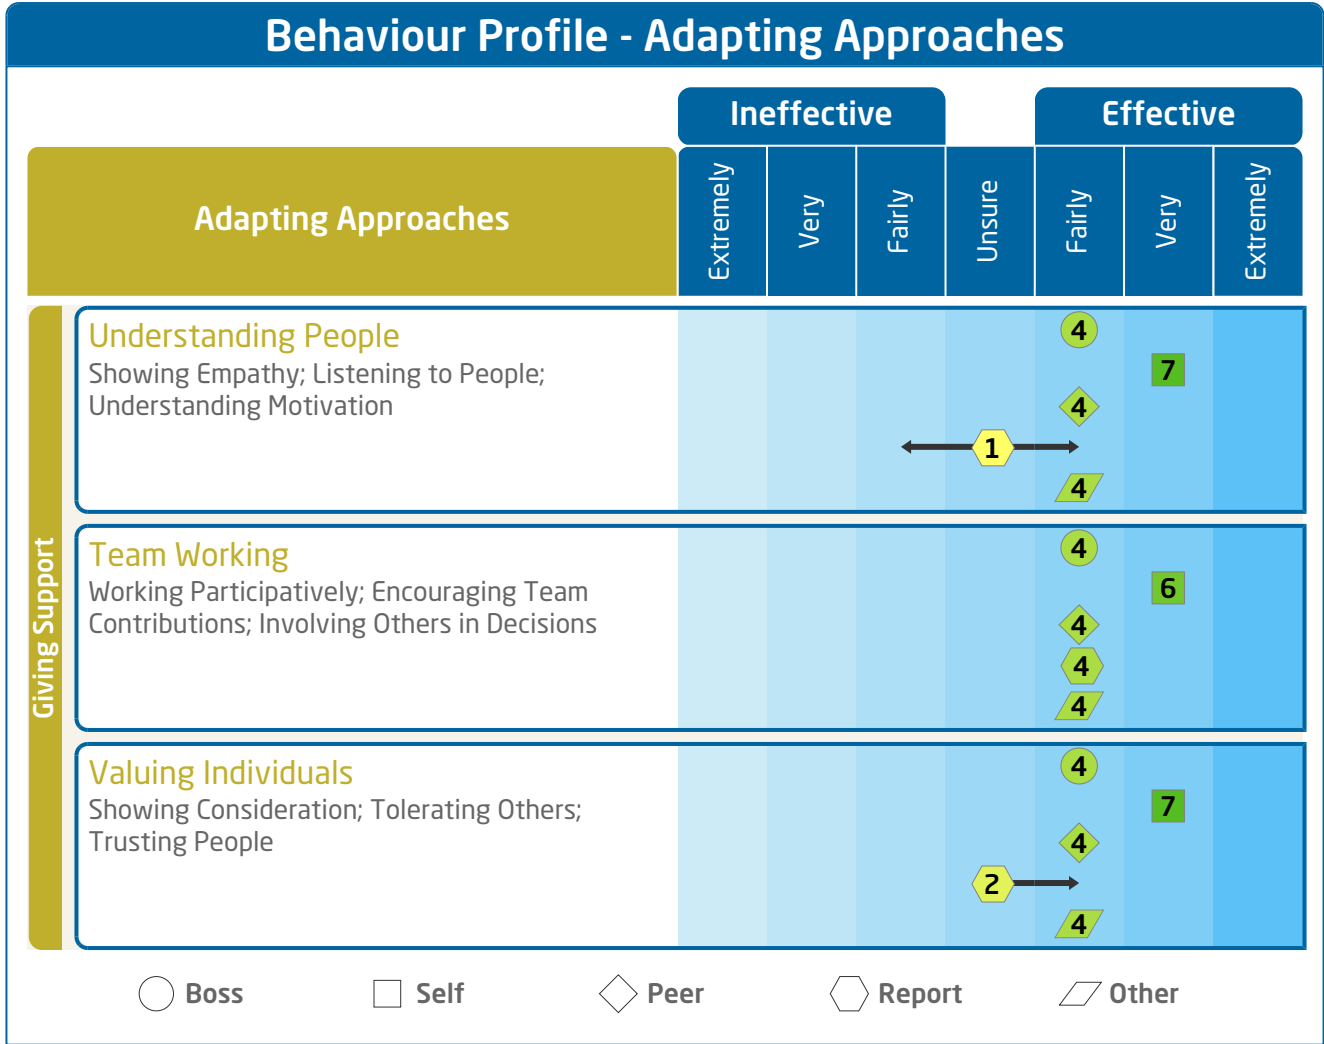 Behaviour Profile - Adapting Approaches
Ineffective
Effective
Adapting Approaches
Extremely
Very
Fairly
Unsure
Fairly
Very
Extremely
Giving Support
Understanding People
Showing Empathy; Listening to People;
Understanding Motivation
4
7
4
1
4
Team Working
Working Participatively; Encouraging Team
Contributions; Involving Others in Decisions
4
6
4
4
4
Valuing Individuals
Showing Consideration; Tolerating Others;
Trusting People
4
7
4
2
4
Boss
Self
Peer
Report
Other